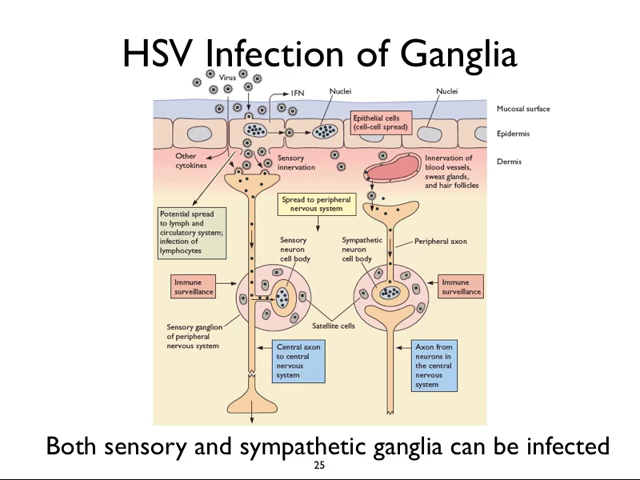 HSV Infection of Ganglia
Virus
IFN
Nuclei
Nuclei
Mucosal surface
Epithelial cells
(cell-cell spread)
Epidermis
Other
cytokines
Sensory
innervation
Innervation of
blood vessels,
sweat glands,
and hair follicles
Dermis
Potential spread
to lymph and
circulatory system;
infection of
lymphocytes
Spread to peripheral
nervous system
Sensory
neuron
cell body
Sympathetic
neuron
cell body
Peripheral axon
Immune
surveillance
Immune
surveillance
Sensory ganglion
of peripheral
nervous system
Satellite cells
Central axon
to central
nervous
system
Axon from
neurons in
the central
nervous
system
Both sensory and sympathetic ganglia can be infected
25